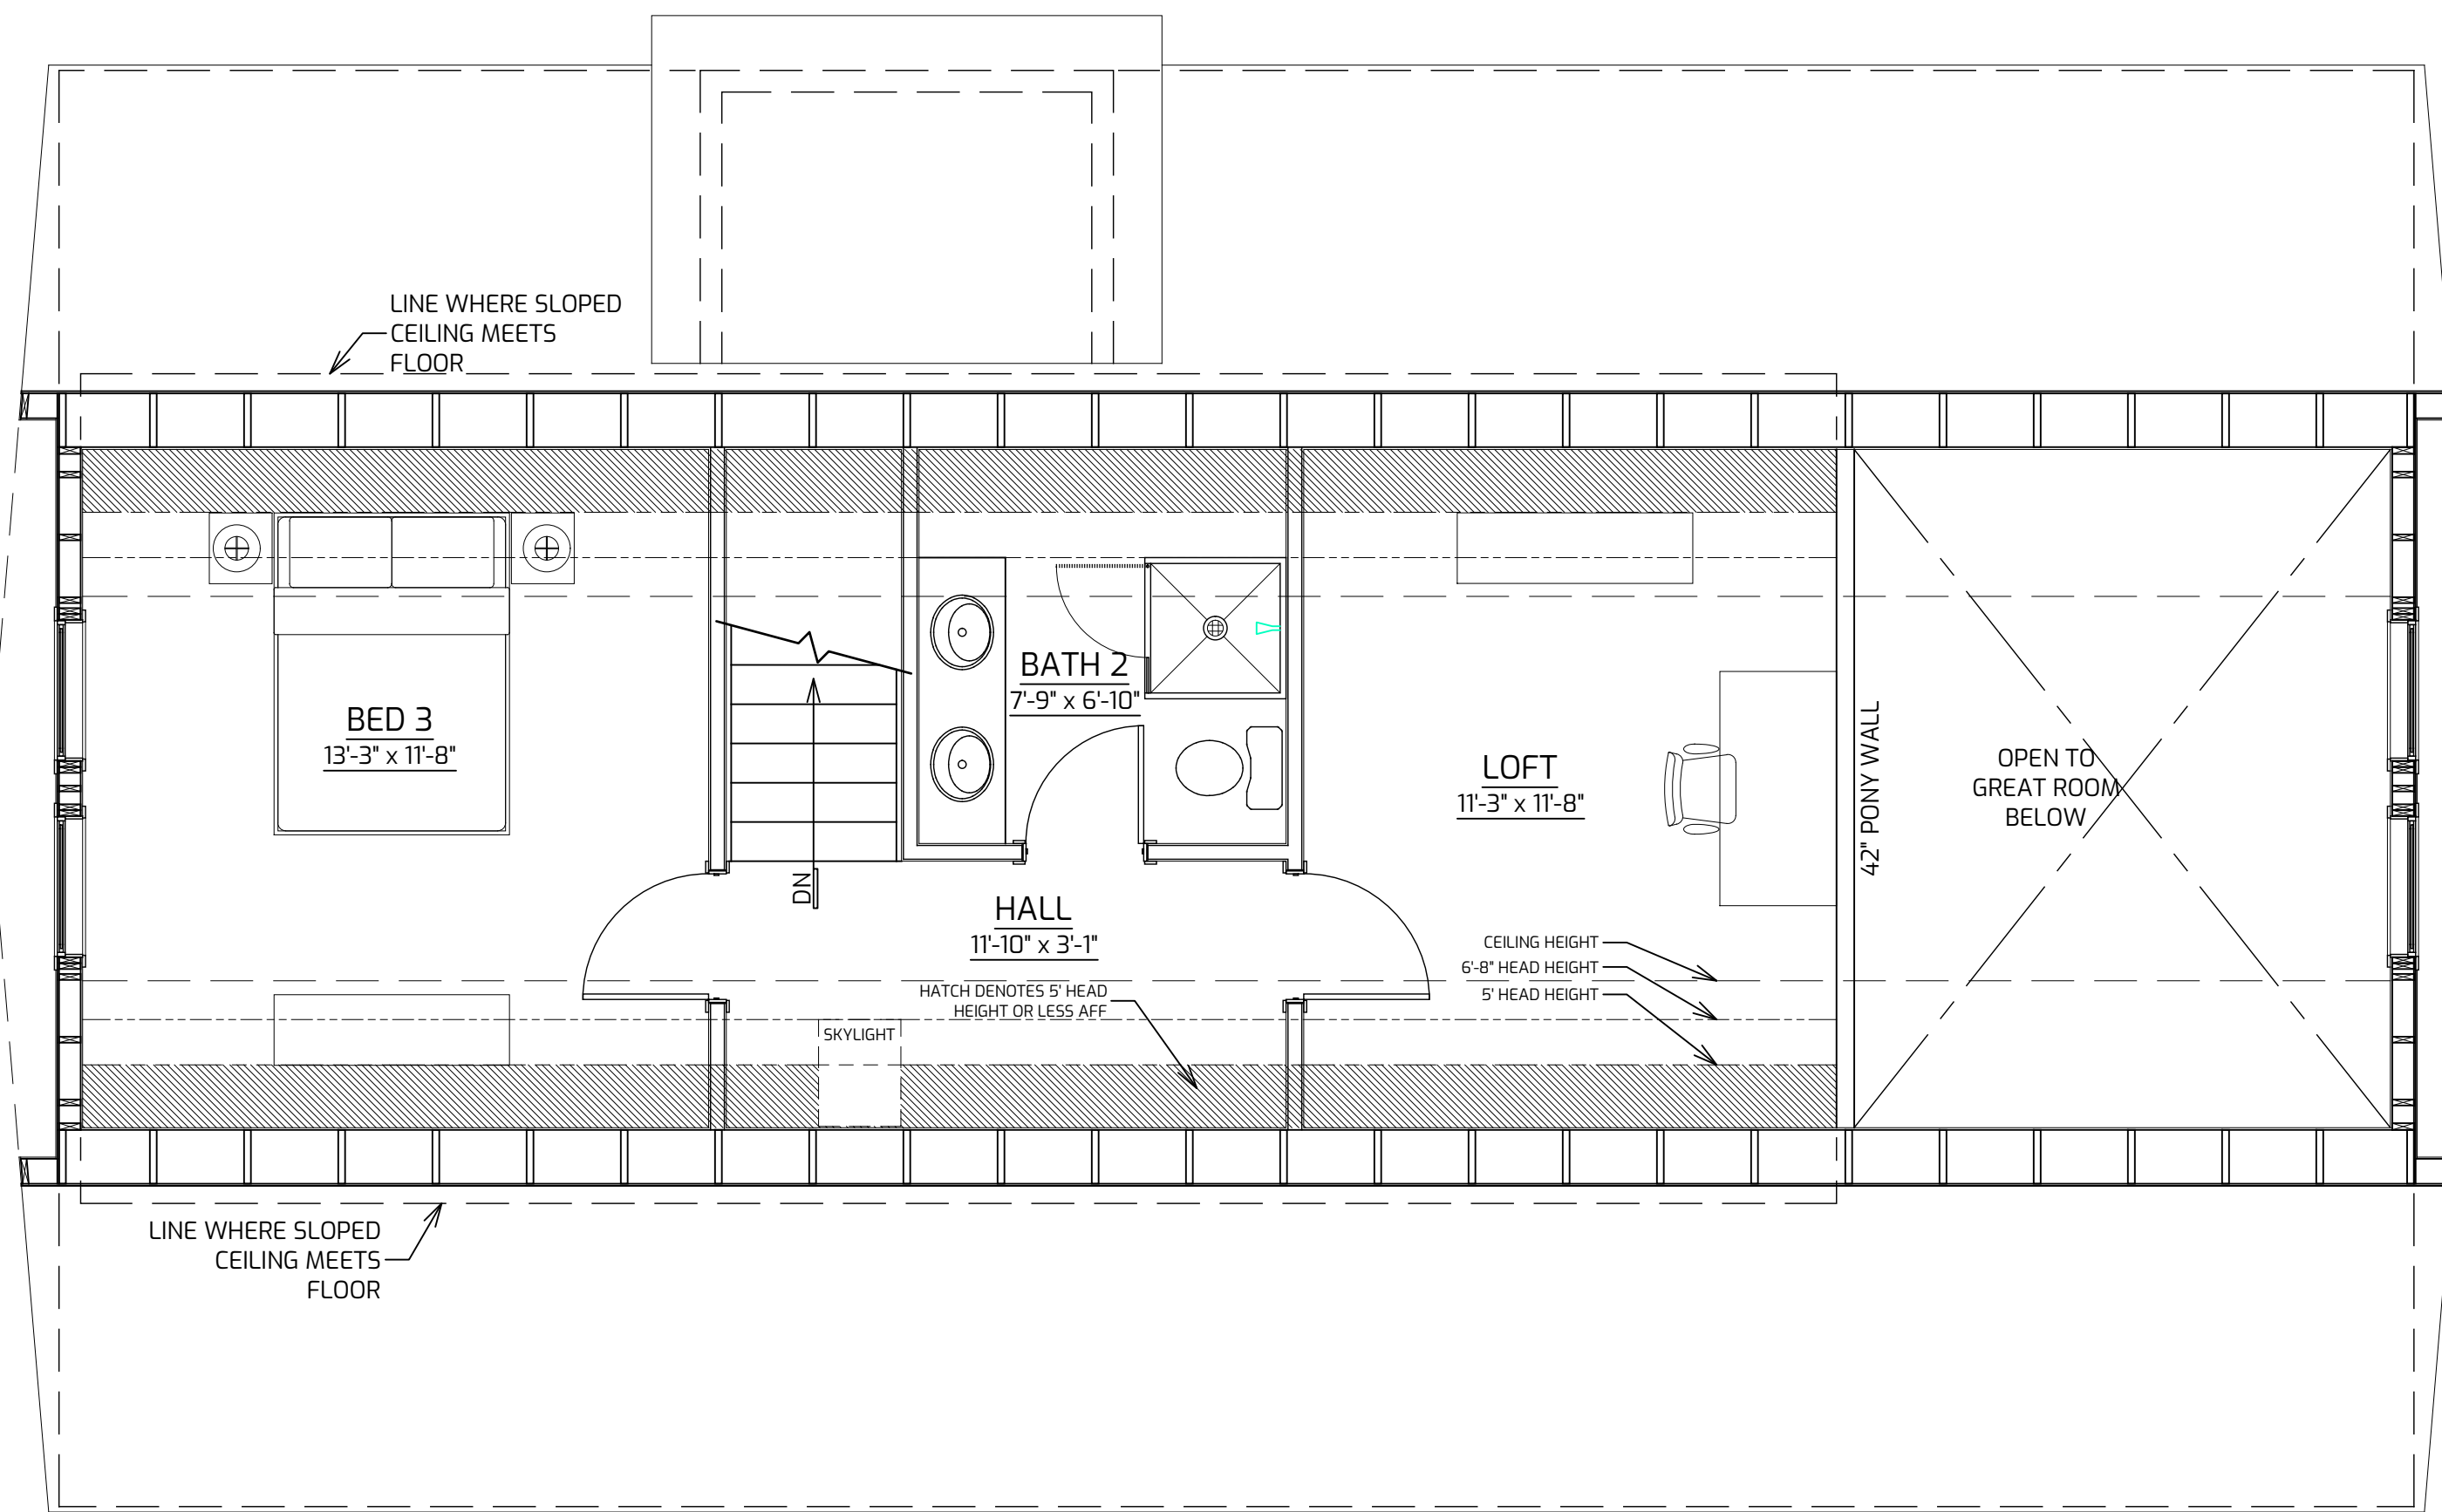 LINE WHERE SLOPED
CEILING MEETS
FLOOR
BED 3
13'-3" x 11'-8"
DN
BATH 2
7'-9" x 6'-10"
HALL
11'-10" x 3'-1"
LOFT
11'-3" x 11'-8"
42" PONY WALL
OPEN TO
GREAT ROOM
BELOW
CEILING HEIGHT
6'-8" HEAD HEIGHT
5' HEAD HEIGHT
HATCH DENOTES 5' HEAD
HEIGHT OR LESS AFF
SKYLIGHT
LINE WHERE SLOPED
CEILING MEETS
FLOOR